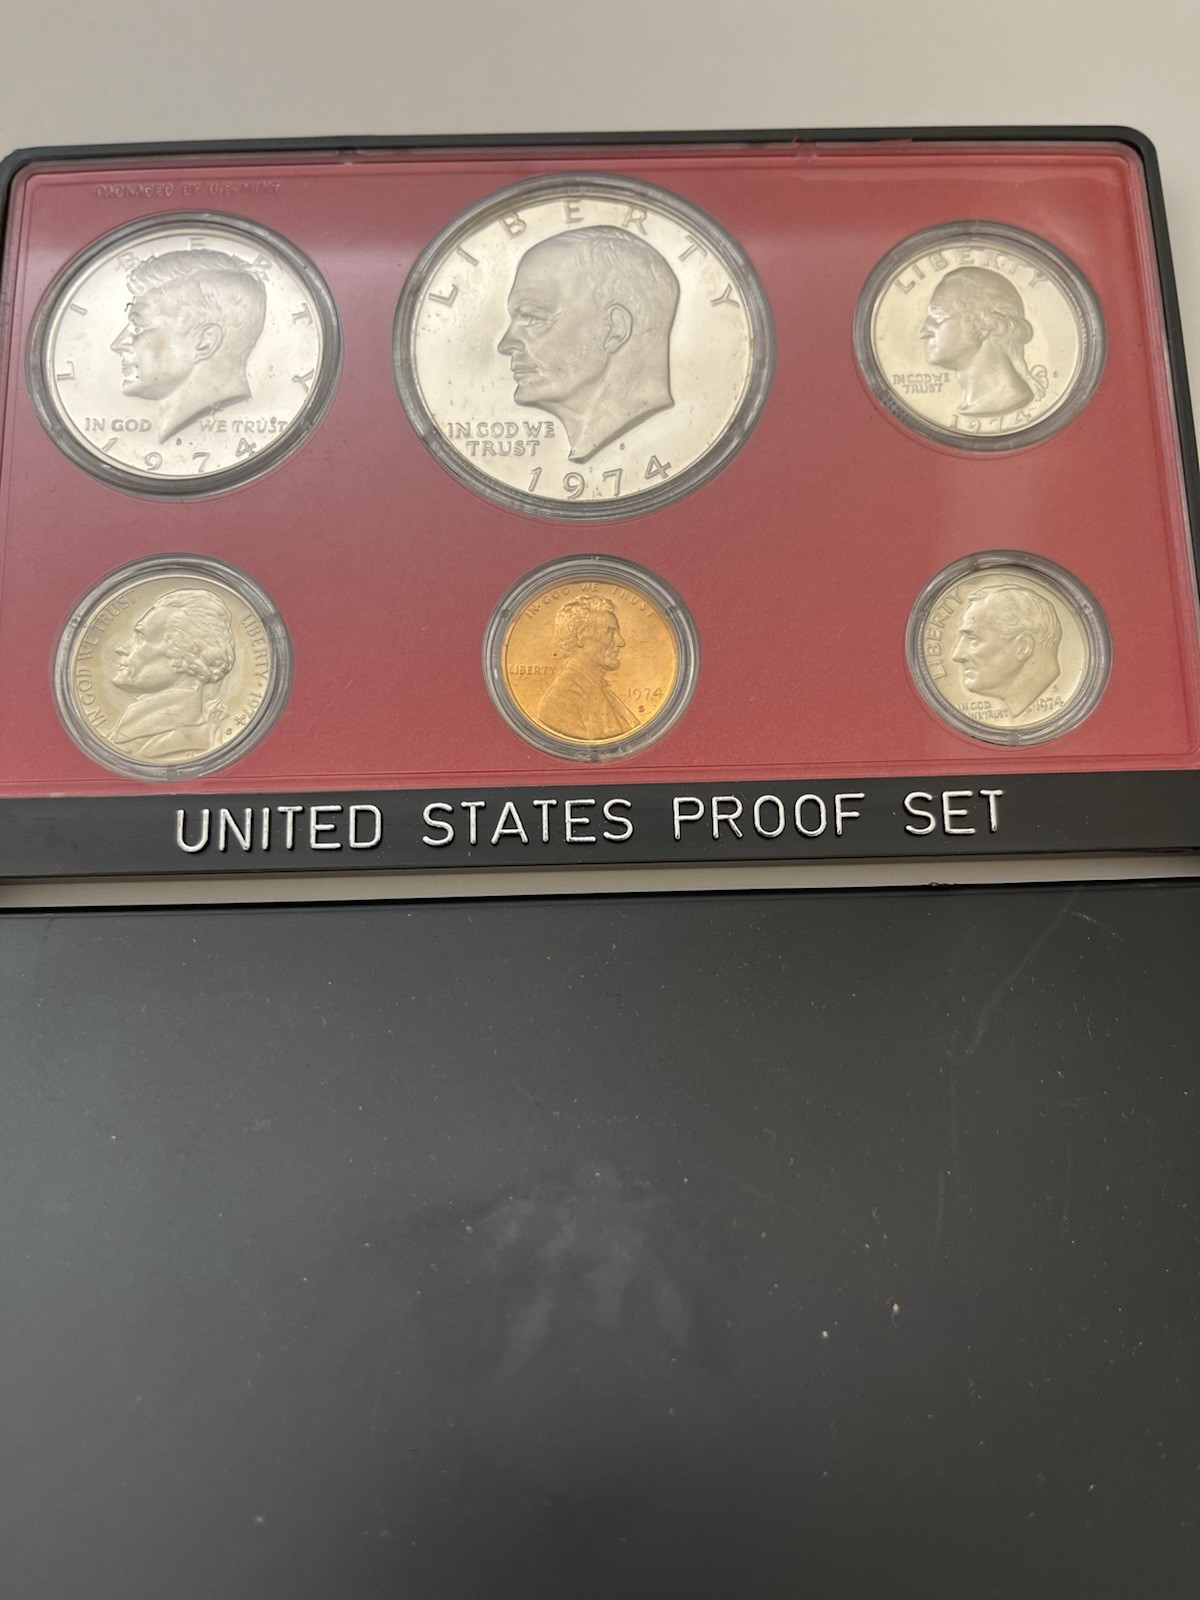 PACKAGED BY U.S. MINT
LIBERTY
IN GOD WE TRUST
1974
LIBERTY
IN GOD WE
TRUST
S
1974
LIBERTY
IN GOD WE
TRUST
S
1974
IN GOD WE TRUST
LIBERTY · 1974
S
IN GOD WE TRUST
LIBERTY
1974
S
LIBERTY
IN GOD
WE TRUST
S
1974
UNITED STATES PROOF SET